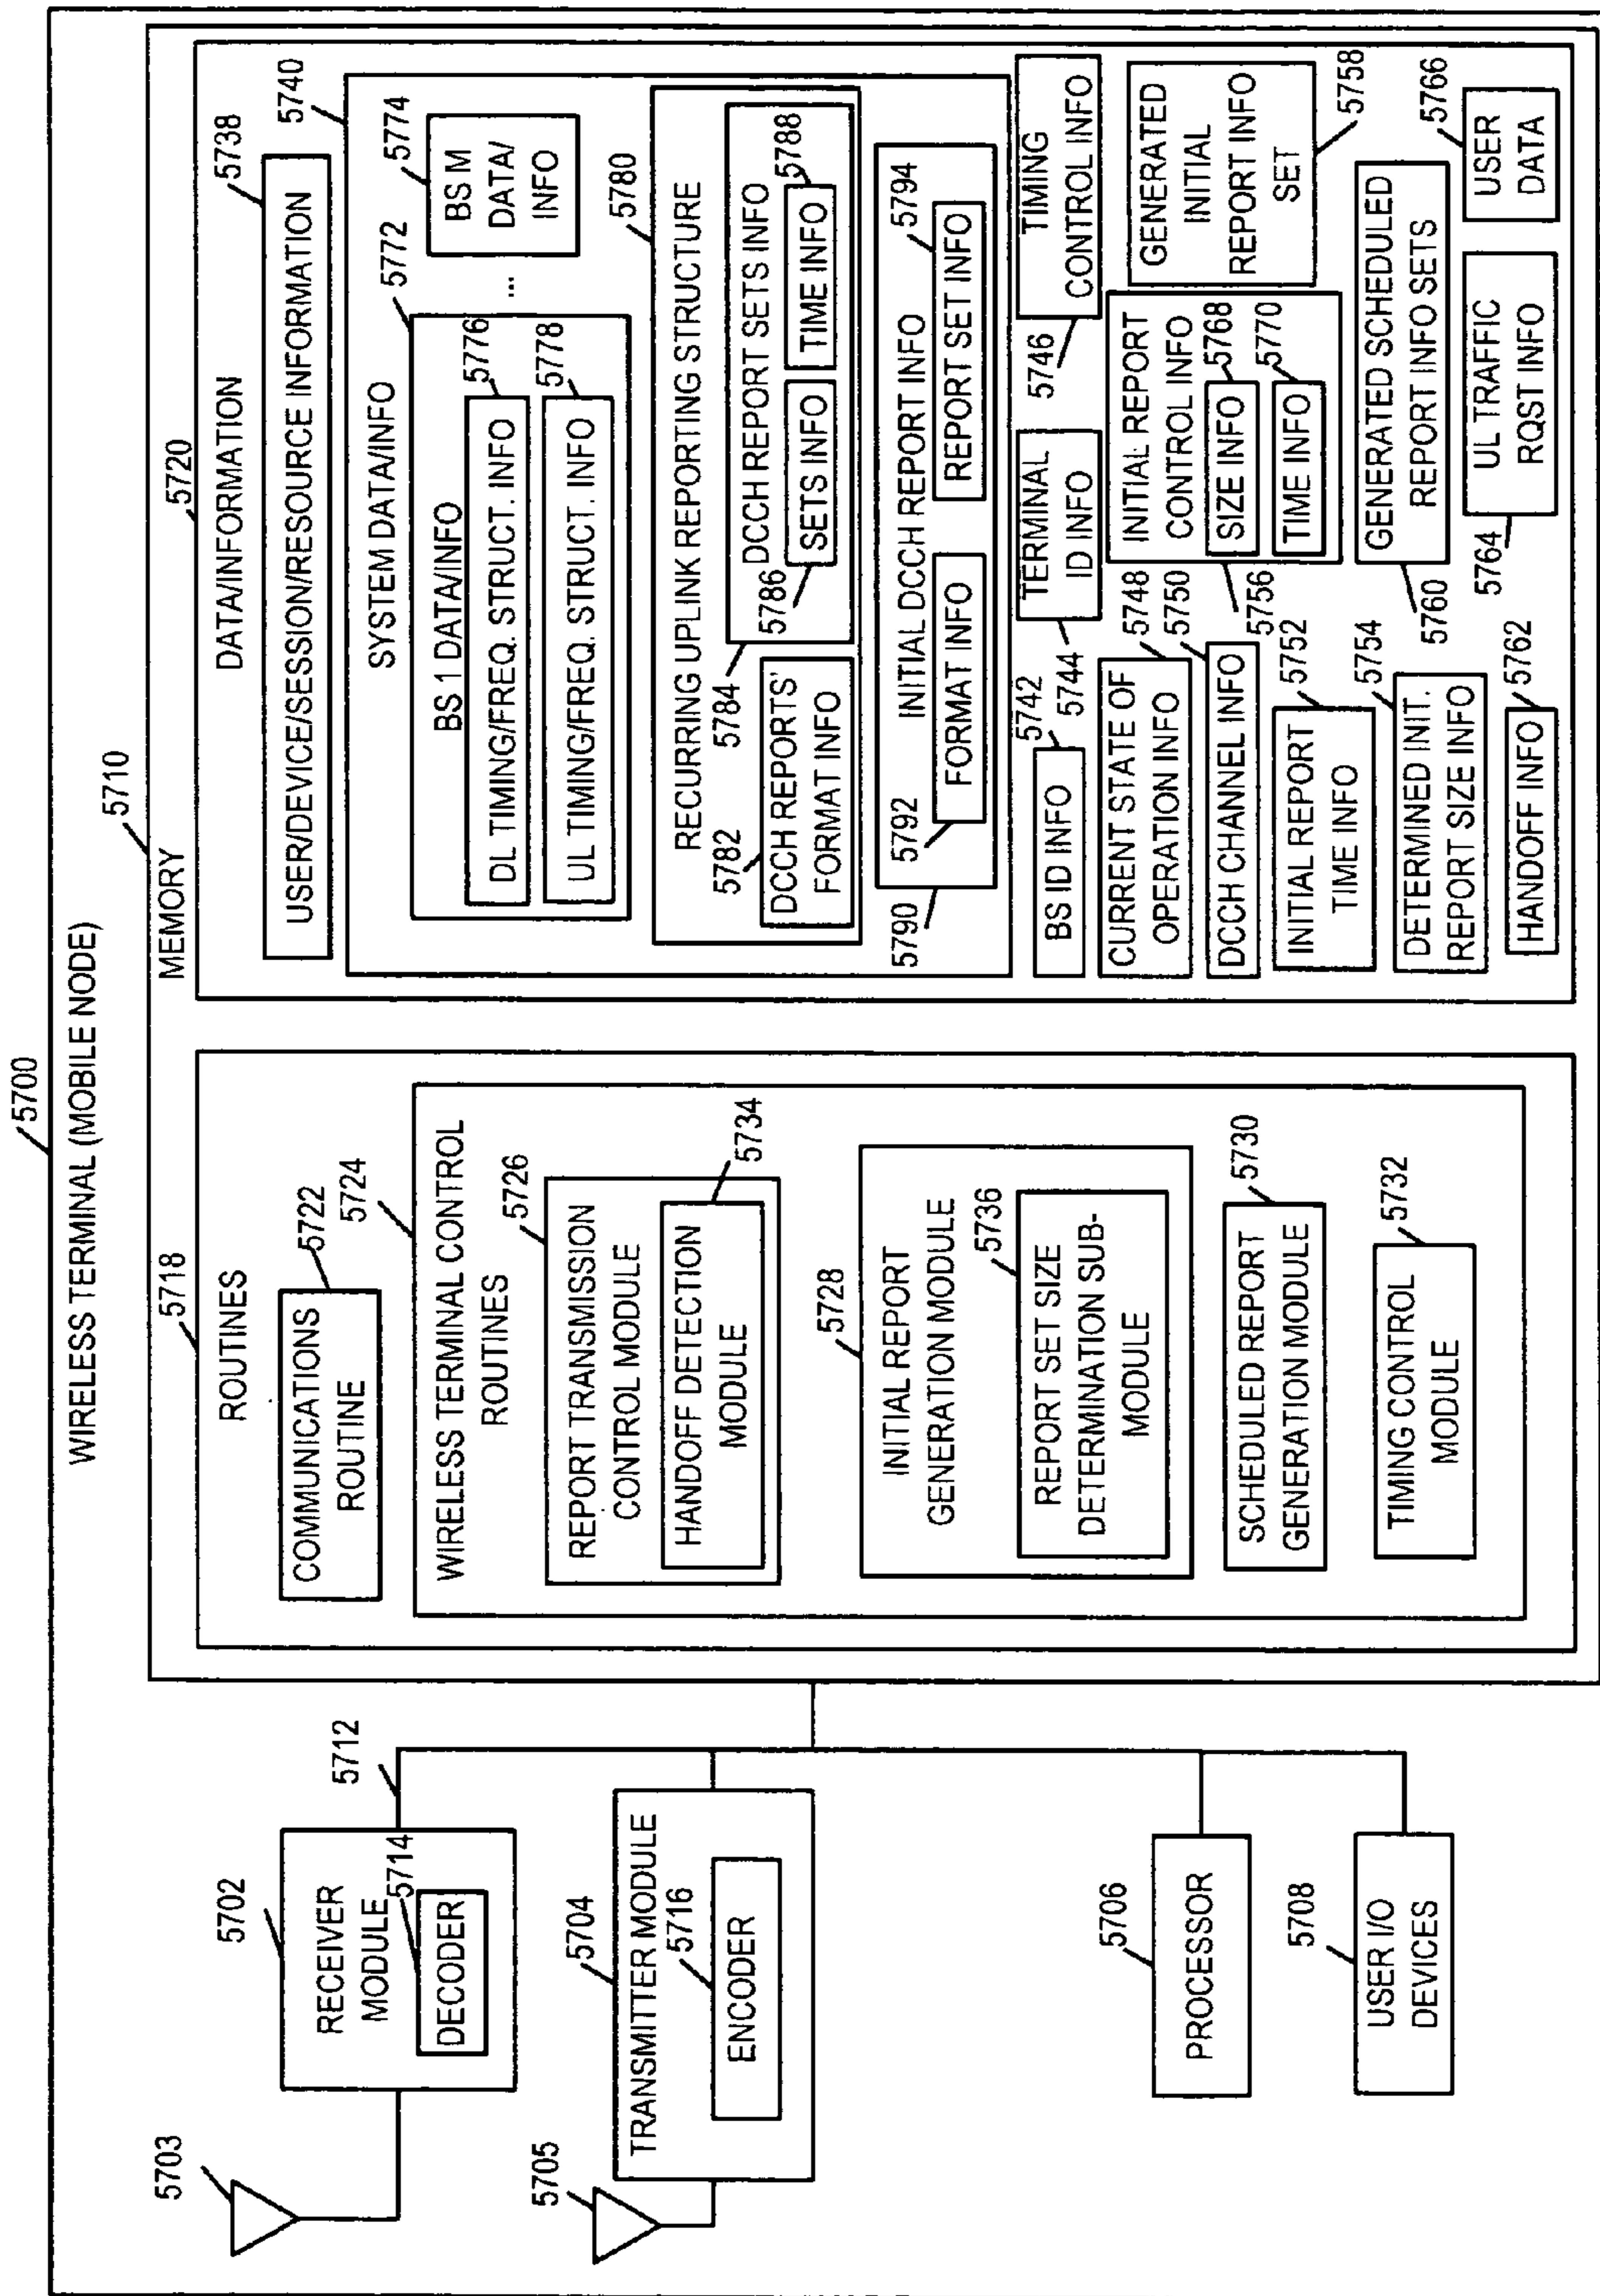 5700
WIRELESS TERMINAL (MOBILE NODE)
5703
5702
RECEIVER
MODULE
5714
DECODER
5712
5705
5704
TRANSMITTER MODULE
5716
ENCODER
5706
PROCESSOR
5708
USER I/O
DEVICES
5710
MEMORY
5718
ROUTINES
5722
COMMUNICATIONS
ROUTINE
5724
WIRELESS TERMINAL CONTROL
ROUTINES
5726
REPORT TRANSMISSION
CONTROL MODULE
5734
HANDOFF DETECTION
MODULE
5728
INITIAL REPORT
GENERATION MODULE
5736
REPORT SET SIZE
DETERMINATION SUB-
MODULE
5730
SCHEDULED REPORT
GENERATION MODULE
5732
TIMING CONTROL
MODULE
5720
DATA/INFORMATION
5738
USER/DEVICE/SESSION/RESOURCE INFORMATION
5740
SYSTEM DATA/INFO
5772
BS 1 DATA/INFO
5776
DL TIMING/FREQ. STRUCT. INFO
5778
UL TIMING/FREQ. STRUCT. INFO
...
5774
BS M
DATA/
INFO
5780
RECURRING UPLINK REPORTING STRUCTURE
5782
DCCH REPORTS'
FORMAT INFO
5784
DCCH REPORT SETS INFO
5786
SETS INFO
5788
TIME INFO
5790
INITIAL DCCH REPORT INFO
5792
FORMAT INFO
5794
REPORT SET INFO
5742
BS ID INFO
5744
TERMINAL
ID INFO
5746
TIMING
CONTROL INFO
5748
CURRENT STATE OF
OPERATION INFO
5750
DCCH CHANNEL INFO
5756
INITIAL REPORT
CONTROL INFO
5768
SIZE INFO
5770
TIME INFO
GENERATED
INITIAL
REPORT INFO
SET
5758
5752
INITIAL REPORT
TIME INFO
5754
DETERMINED INIT.
REPORT SIZE INFO
5760
GENERATED SCHEDULED
REPORT INFO SETS
5762
HANDOFF INFO
5764
UL TRAFFIC
RQST INFO
5766
USER
DATA